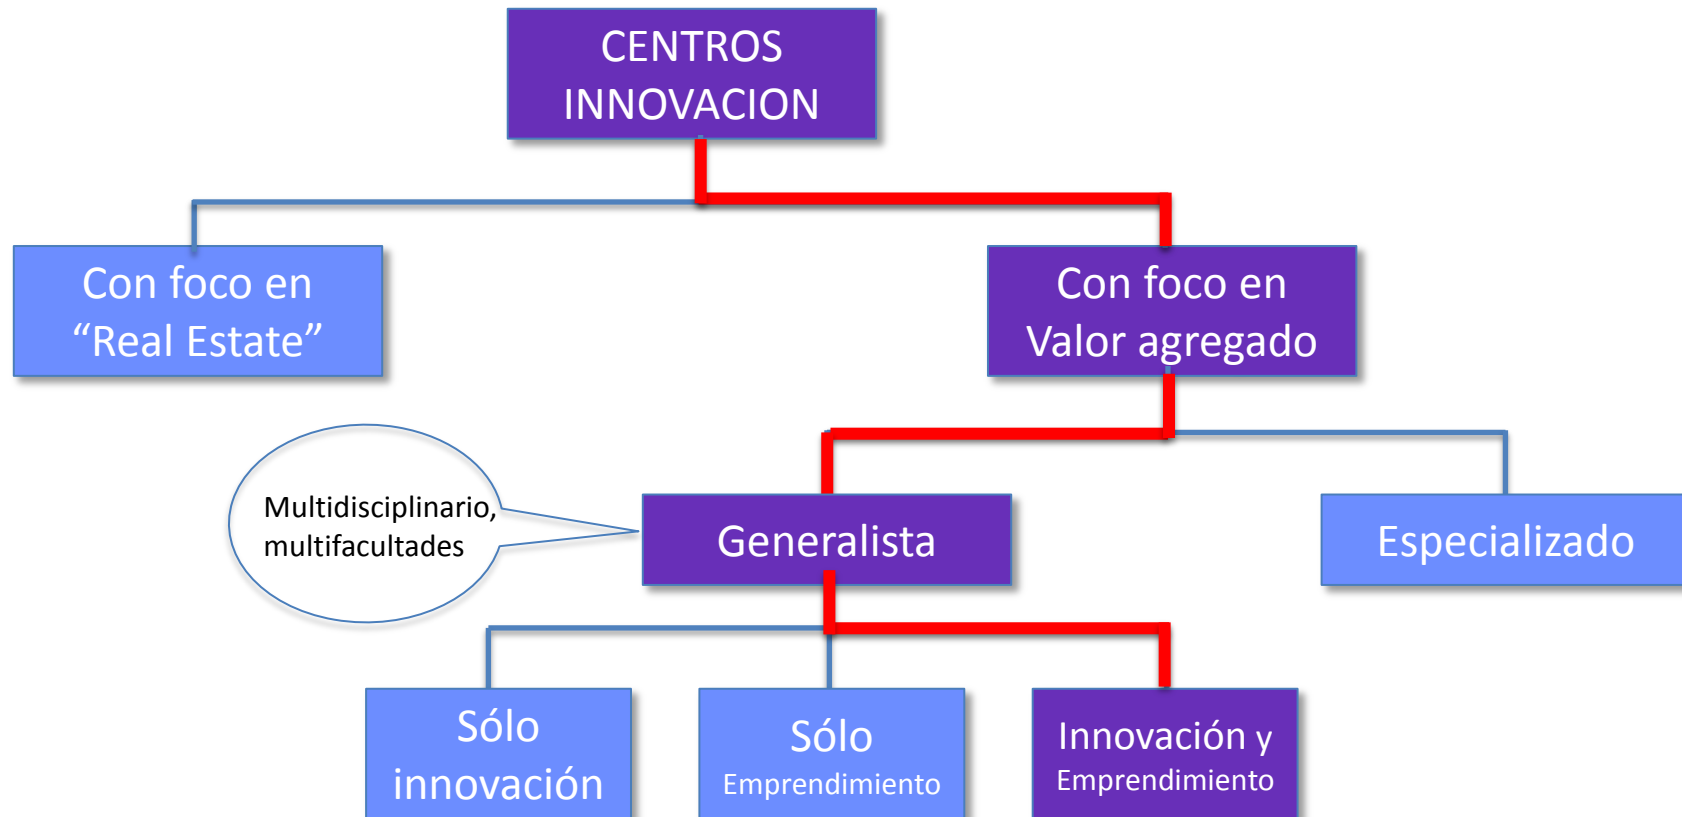 CENTROS
INNOVACION
Con foco en
“Real Estate”
Con foco en
Valor agregado
Multidisciplinario,
multifacultades
Generalista
Especializado
Sólo
innovación
Sólo
Emprendimiento
Innovación y
Emprendimiento